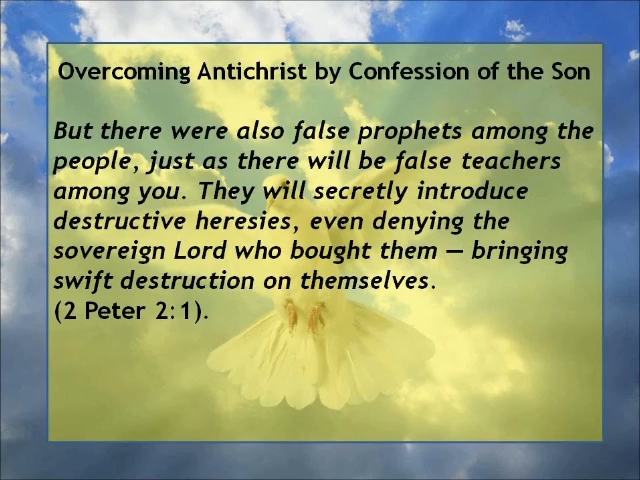 Overcoming Antichrist by Confession of the Son
But there were also false prophets among the
people, just as there will be false teachers
among you. They will secretly introduce
destructive heresies, even denying the
sovereign Lord who bought them — bringing
swift destruction on themselves.
(2 Peter 2:1).